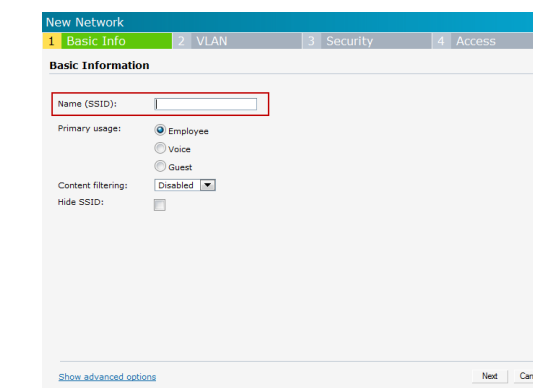 New Network
1 Basic Info 2 VLAN 3 Security 4 Access
Basic Information
Name (SSID):
Primary usage: Employee
Voice
Guest
Content filtering: Disabled
Hide SSID:
Show advanced options Next Can